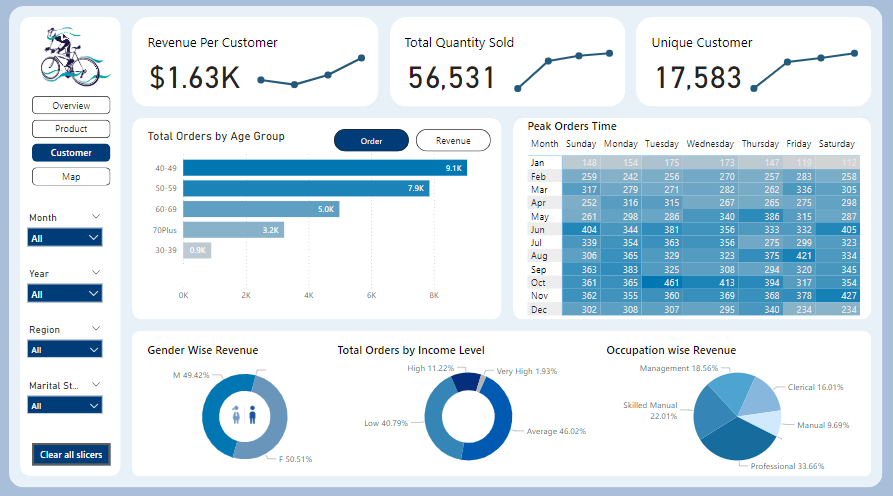 Overview
Product
Customer
Map
Month
All
Year
All
Region
All
Marital St...
All
Clear all slicers
Revenue Per Customer
$1.63K
Total Quantity Sold
56,531
Unique Customer
17,583
Total Orders by Age Group
Order
Revenue
40-49 9.1K
50-59 7.9K
60-69 5.0K
70Plus 3.2K
30-39 0.9K
0K 2K 4K 6K 8K
Peak Orders Time
Month Sunday Monday Tuesday Wednesday Thursday Friday Saturday
Jan 148 154 175 173 147 119 112
Feb 259 242 256 270 257 283 258
Mar 317 279 271 282 262 336 305
Apr 252 316 315 267 265 275 298
May 261 298 286 340 386 315 287
Jun 404 344 381 356 333 332 405
Jul 339 354 363 356 275 299 323
Aug 306 365 329 323 375 421 334
Sep 363 383 325 308 294 320 345
Oct 361 365 461 413 394 317 354
Nov 362 355 360 369 368 378 427
Dec 302 308 307 295 340 234 234
Gender Wise Revenue
M 49.42%
F 50.51%
Total Orders by Income Level
High 11.22%
Very High 1.93%
Low 40.79%
Average 46.02%
Occupation wise Revenue
Management 18.56%
Clerical 16.01%
Skilled Manual
22.01%
Manual 9.69%
Professional 33.66%